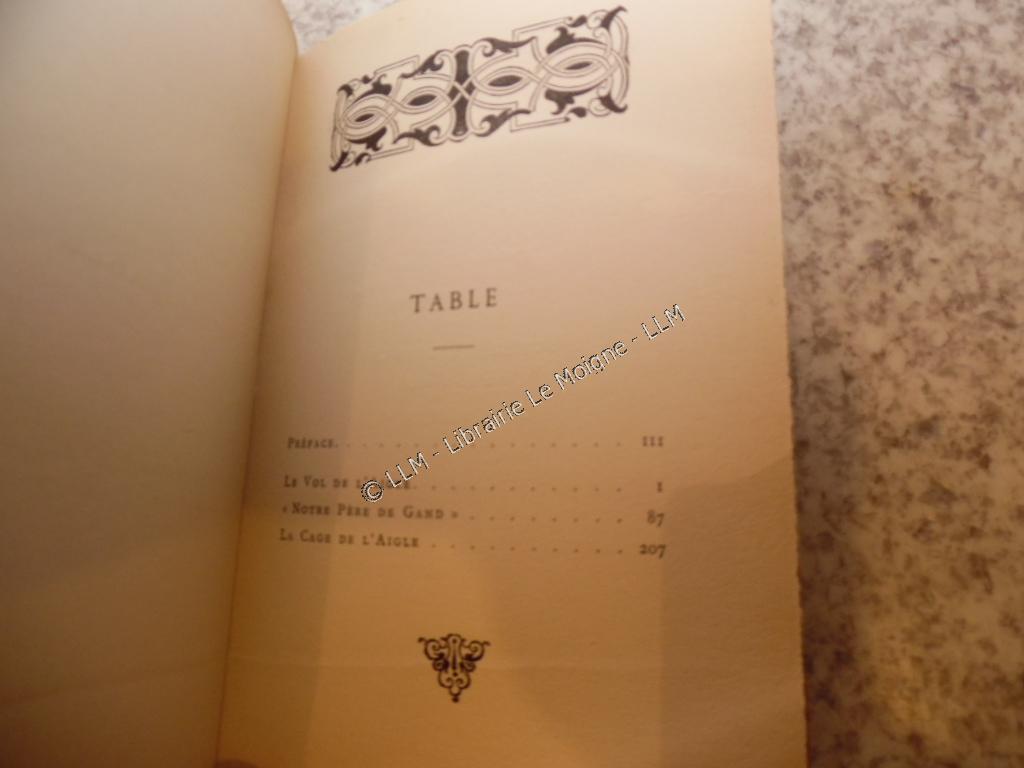 TABLE
PRÉFACE. . . . . . . . . . . . . . . . III
LE VOL DE . . . . . . . . . . . . 1
« NOTRE PÈRE DE GAND » . . . . . . . . . 87
LA CAGE DE L'AIGLE . . . . . . . . . . . 207
© LLM - Librairie Le Moigne - LLM